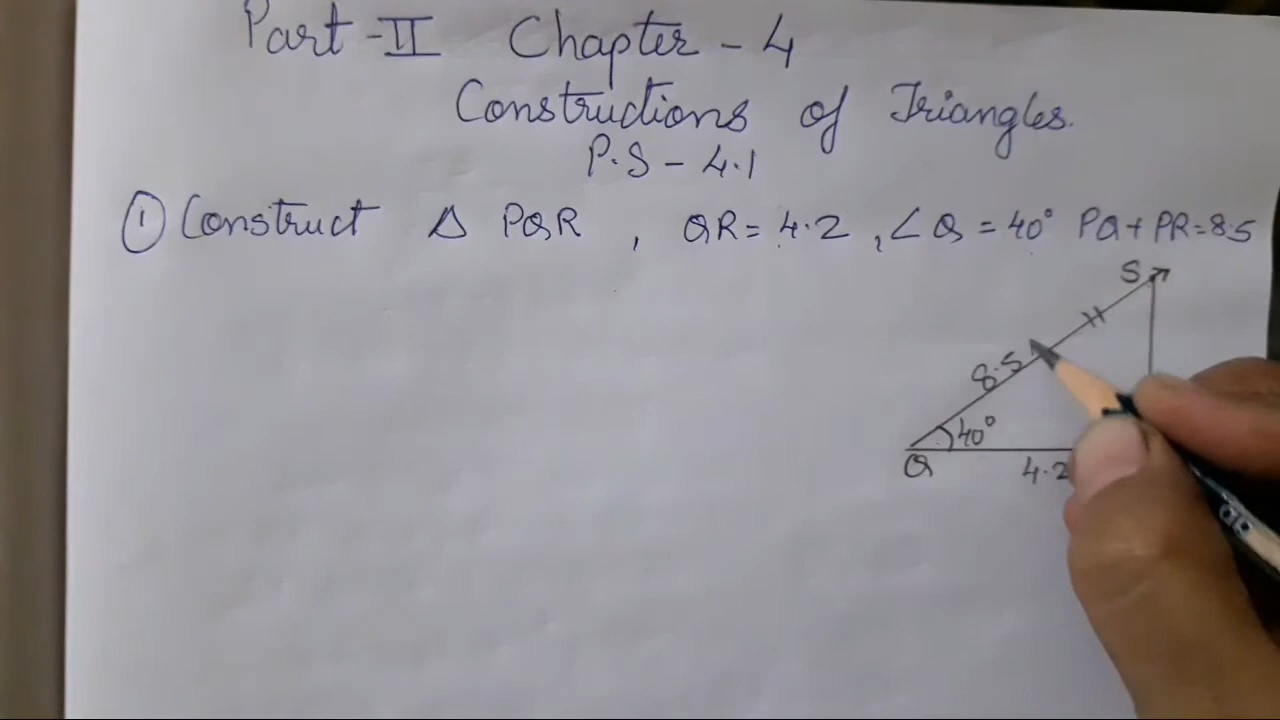 Part-II Chapter-4
Constructions of Triangles.
P.S-4.1
① Construct Δ PQR , QR=4.2 ,∠Q=40° PQ+PR=8.5
S
8.5
40°
Q
4.2